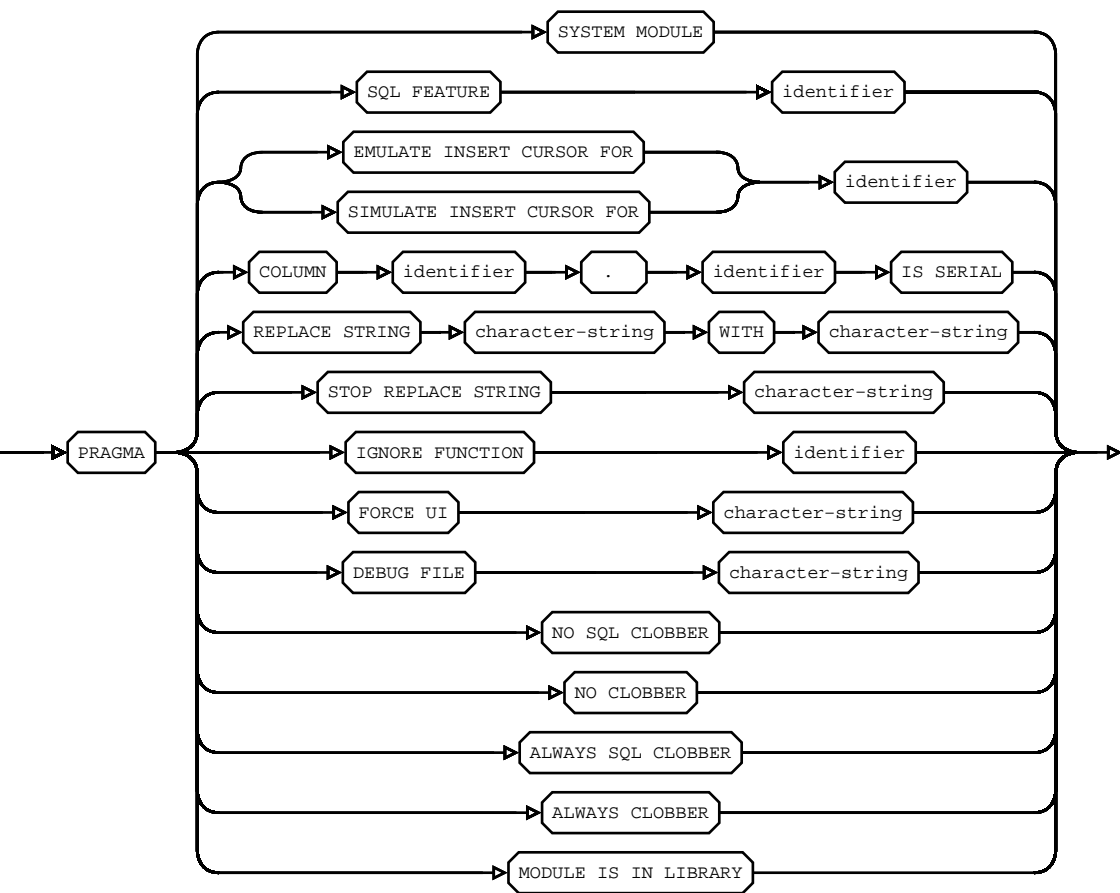 SYSTEM MODULE
SQL FEATURE identifier
EMULATE INSERT CURSOR FOR
identifier
SIMULATE INSERT CURSOR FOR
COLUMN identifier . identifier IS SERIAL
REPLACE STRING character-string WITH character-string
STOP REPLACE STRING character-string
PRAGMA IGNORE FUNCTION identifier
FORCE UI character-string
DEBUG FILE character-string
NO SQL CLOBBER
NO CLOBBER
ALWAYS SQL CLOBBER
ALWAYS CLOBBER
MODULE IS IN LIBRARY